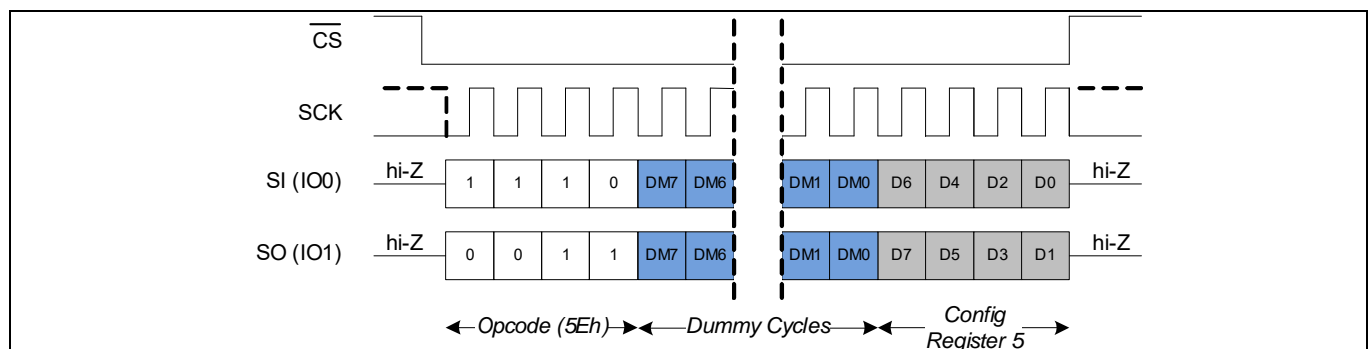 CS
SCK
SI (IO0) hi-Z 1 1 1 0 DM7 DM6 DM1 DM0 D6 D4 D2 D0 hi-Z
SO (IO1) hi-Z 0 0 1 1 DM7 DM6 DM1 DM0 D7 D5 D3 D1 hi-Z
Opcode (5Eh) Dummy Cycles Config
Register 5